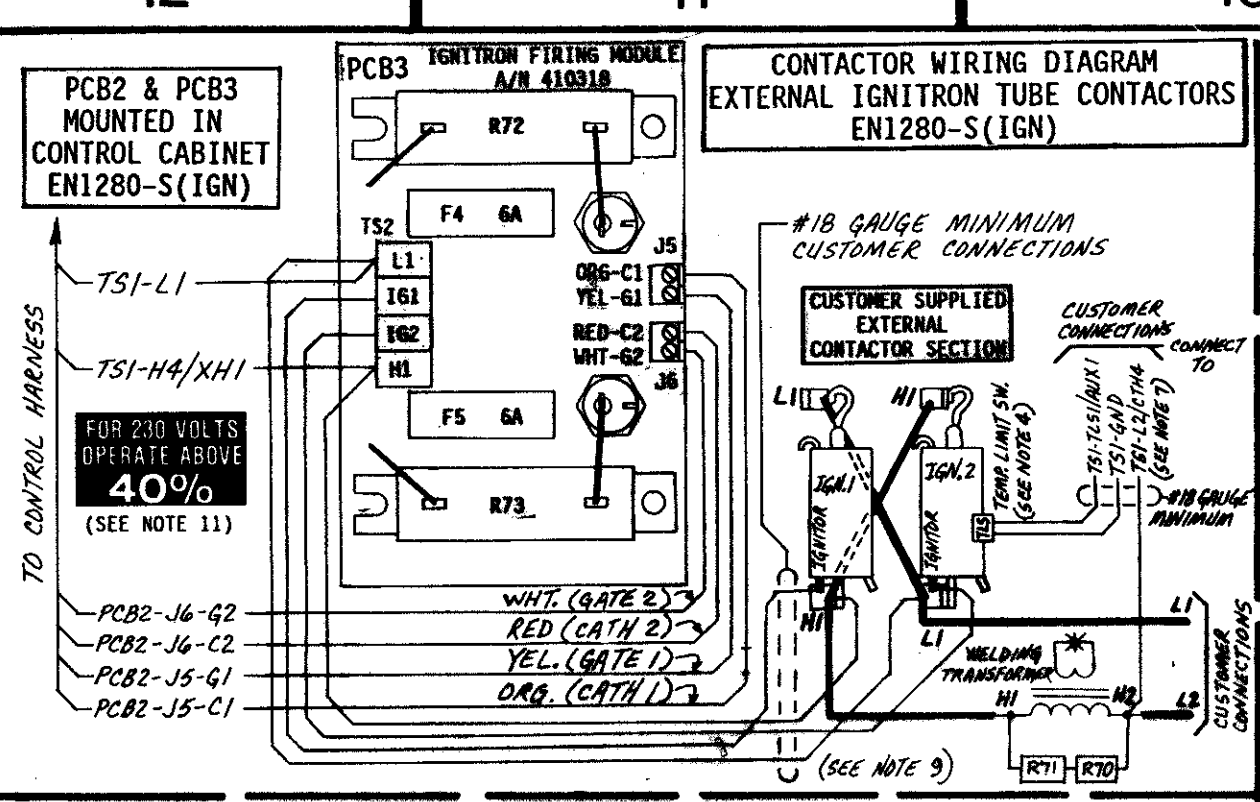 11
PCB2 & PCB3
MOUNTED IN
CONTROL CABINET
EN1280-S(IGN)
PCB3
IGNITRON FIRING MODULE
A/N 410318
CONTACTOR WIRING DIAGRAM
EXTERNAL IGNITRON TUBE CONTACTORS
EN1280-S(IGN)
R72
F4 6A
TS2
L1
IG1
IG2
H1
J5
ORG-C1
YEL-G1
RED-C2
WHT-G2
J6
F5 6A
R73
TS1-L1
TS1-H4/XH1
TO CONTROL HARNESS
FOR 230 VOLTS
OPERATE ABOVE
40%
(SEE NOTE 11)
PCB2-J6-G2
PCB2-J6-C2
PCB2-J5-G1
PCB2-J5-C1
WHT. (GATE 2)
RED (CATH 2)
YEL. (GATE 1)
ORG. (CATH 1)
#18 GAUGE MINIMUM
CUSTOMER CONNECTIONS
CUSTOMER SUPPLIED
EXTERNAL
CONTACTOR SECTION
CUSTOMER
CONNECTIONS
CONNECT
TO
L1
H1
IGN.1
IGNITOR
IGN.2
IGNITOR
TEMP. LIMIT SW.
(SEE NOTE 4)
TLS
TS1-TLS1/AUX1
TS1-GND
TS1-L2/CTH4
(SEE NOTE 7)
#18 GAUGE
MINIMUM
H1
L1
L1
WELDING
TRANSFORMER
H1
H2
L2
CUSTOMER
CONNECTIONS
R71
R70
(SEE NOTE 9)